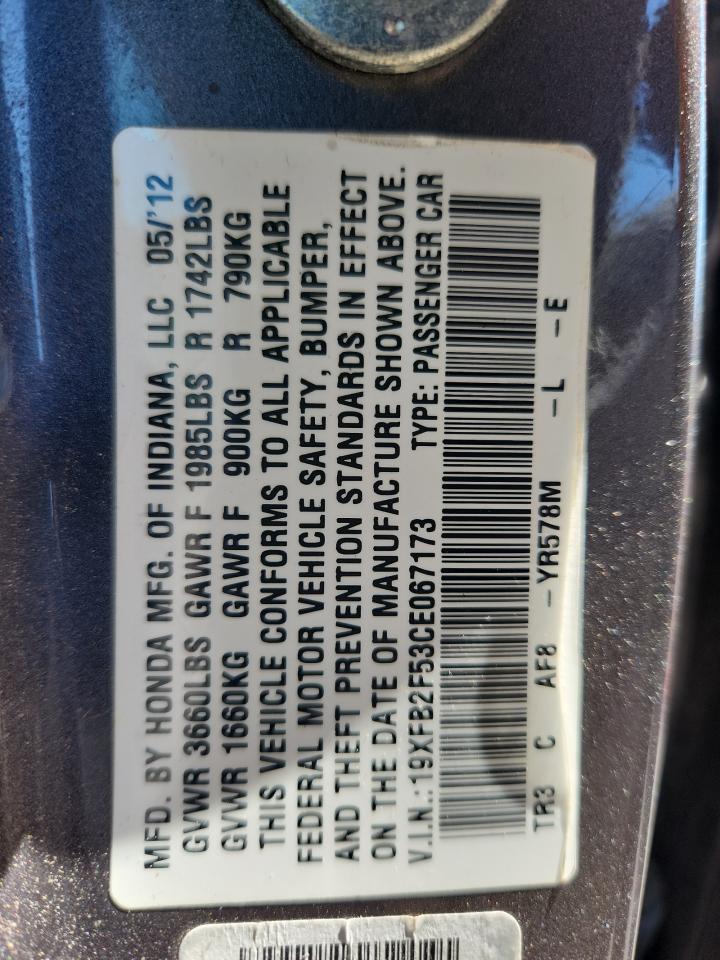 MFD. BY HONDA MFG. OF INDIANA, LLC 05/'12
GVWR 3660LBS GAWR F 1985LBS R 1742LBS
GVWR 1660KG GAWR F 900KG R 790KG
THIS VEHICLE CONFORMS TO ALL APPLICABLE
FEDERAL MOTOR VEHICLE SAFETY, BUMPER,
AND THEFT PREVENTION STANDARDS IN EFFECT
ON THE DATE OF MANUFACTURE SHOWN ABOVE.
V.I.N.:19XFB2F53CE067173 TYPE: PASSENGER CAR
TR3 C AF8 -YR578M -L -E